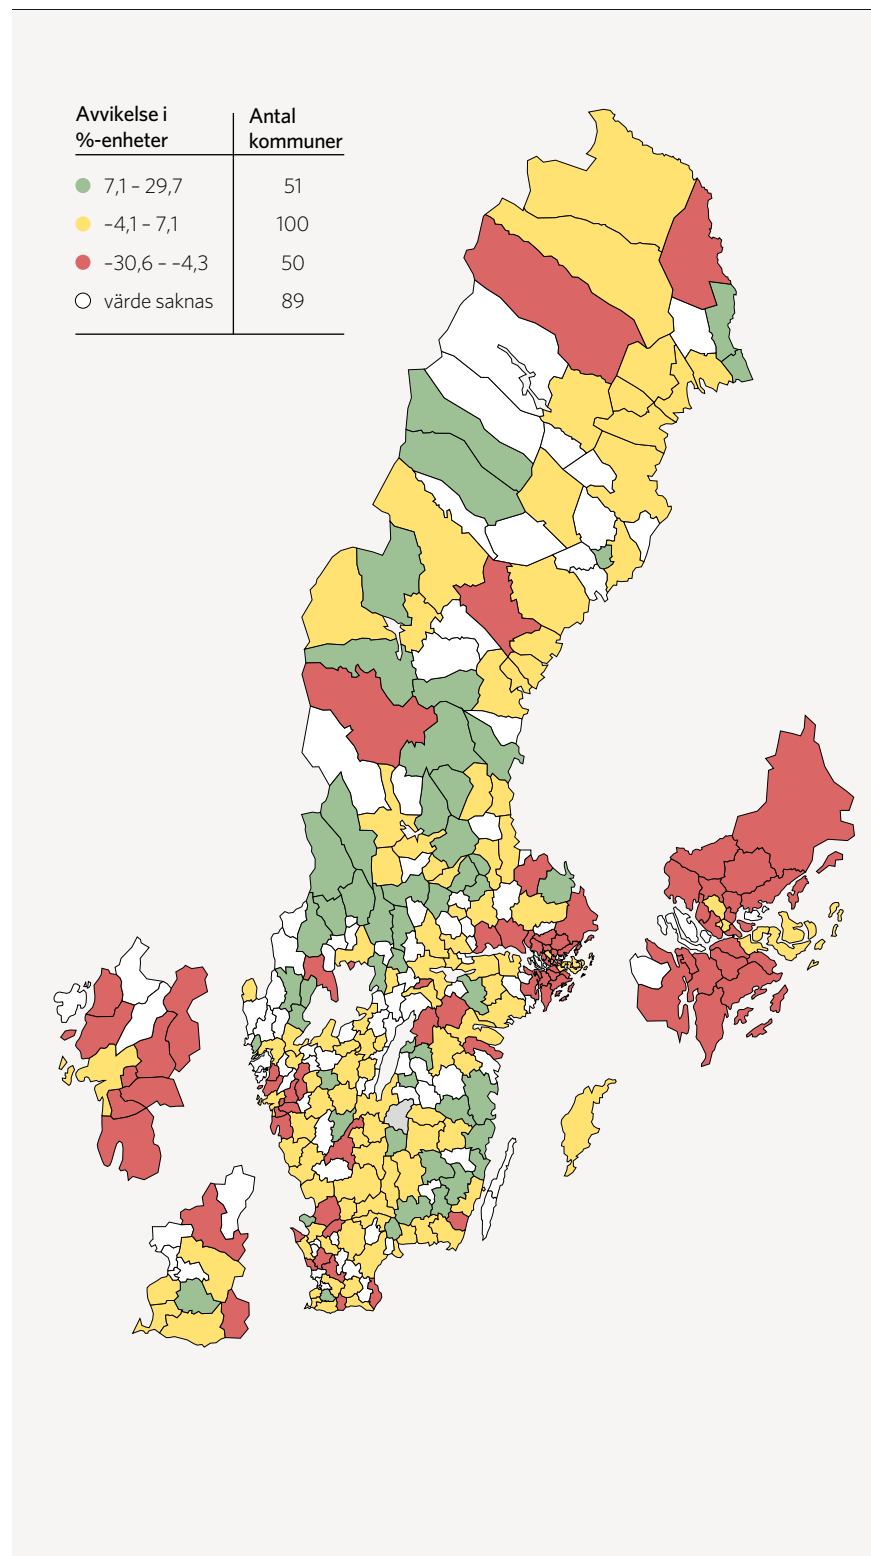 Avvikelse i
%-enheter
Antal
kommuner
7,1 – 29,7 51
–4,1 – 7,1 100
–30,6 – –4,3 50
värde saknas 89